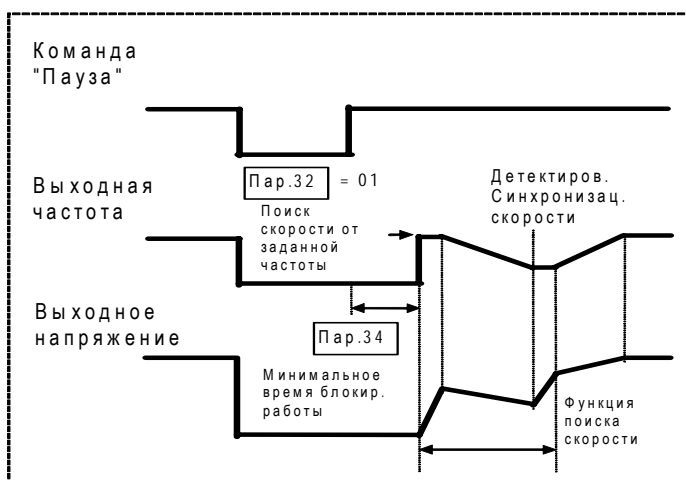 Команда
"Пауза"
Пар.32 = 01
Выходная
частота
Поиск
скорости от
заданной
частоты
Детектиров.
Синхронизац.
скорости
Выходное
напряжение
Пар.34
Минимальное
время блокир.
работы
Функция
поиска
скорости